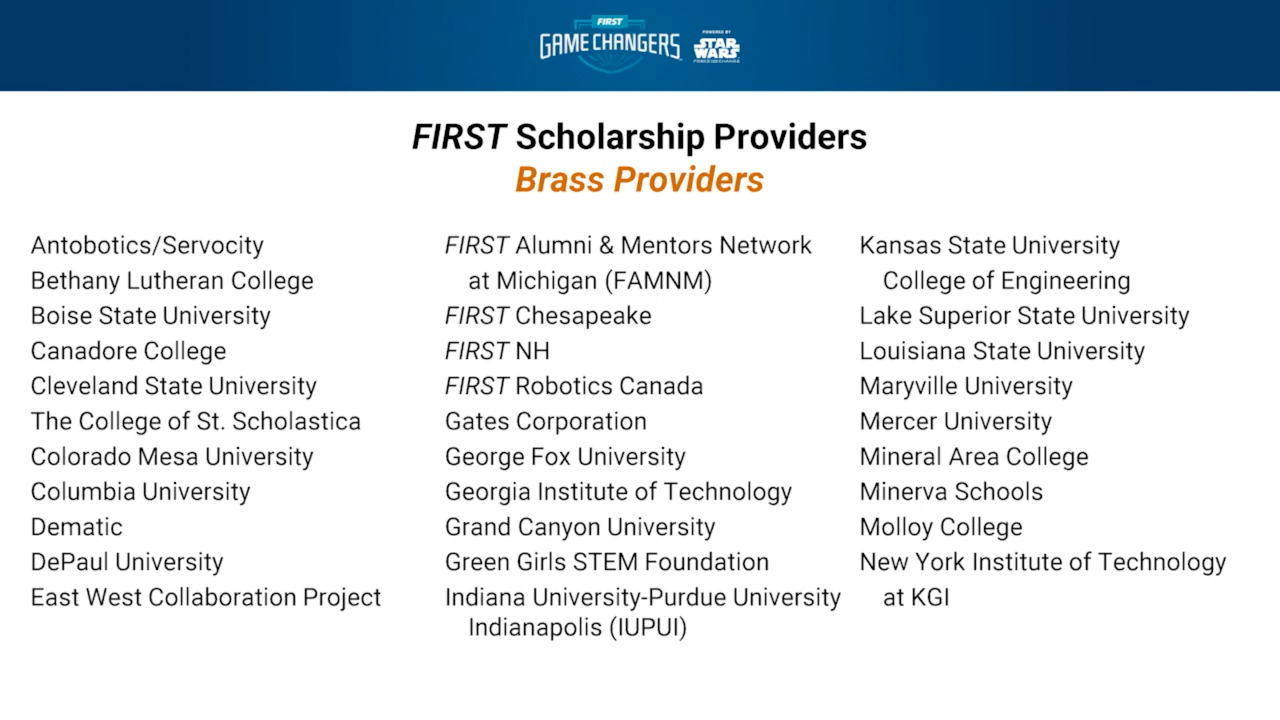 FIRST
GAME CHANGERS
POWERED BY
STAR
WARS
FORCE FOR CHANGE
FIRST Scholarship Providers
Brass Providers
Antobotics/Servocity
Bethany Lutheran College
Boise State University
Canadore College
Cleveland State University
The College of St. Scholastica
Colorado Mesa University
Columbia University
Dematic
DePaul University
East West Collaboration Project
FIRST Alumni & Mentors Network
at Michigan (FAMNM)
FIRST Chesapeake
FIRST NH
FIRST Robotics Canada
Gates Corporation
George Fox University
Georgia Institute of Technology
Grand Canyon University
Green Girls STEM Foundation
Indiana University-Purdue University
Indianapolis (IUPUI)
Kansas State University
College of Engineering
Lake Superior State University
Louisiana State University
Maryville University
Mercer University
Mineral Area College
Minerva Schools
Molloy College
New York Institute of Technology
at KGI